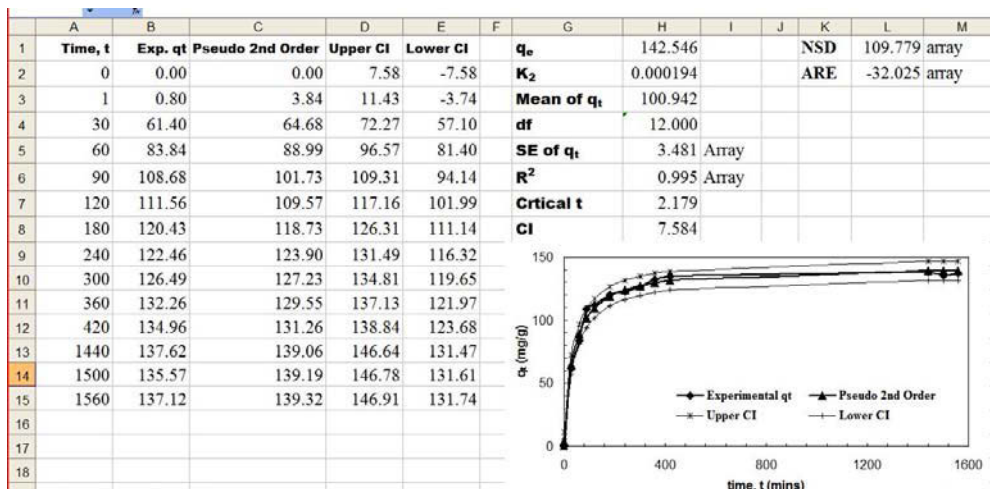 A B C D E F G H I J K L M
1 Time, t Exp. qt Pseudo 2nd Order Upper CI Lower CI qe 142.546 NSD 109.779 array
2 0 0.00 0.00 7.58 -7.58 K2 0.000194 ARE -32.025 array
3 1 0.80 3.84 11.43 -3.74 Mean of qt 100.942
4 30 61.40 64.68 72.27 57.10 df 12.000
5 60 83.84 88.99 96.57 81.40 SE of qt 3.481 Array
6 90 108.68 101.73 109.31 94.14 R2 0.995 Array
7 120 111.56 109.57 117.16 101.99 Crtical t 2.179
8 180 120.43 118.73 126.31 111.14 CI 7.584
9 240 122.46 123.90 131.49 116.32
10 300 126.49 127.23 134.81 119.65
11 360 132.26 129.55 137.13 121.97
12 420 134.96 131.26 138.84 123.68
13 1440 137.62 139.06 146.64 131.47
14 1500 135.57 139.19 146.78 131.61
15 1560 137.12 139.32 146.91 131.74
16
17
18
150
100
50
0
qt (mg/g)
Experimental qt Pseudo 2nd Order
Upper CI Lower CI
0 400 800 1200 1600
time, t (mins)